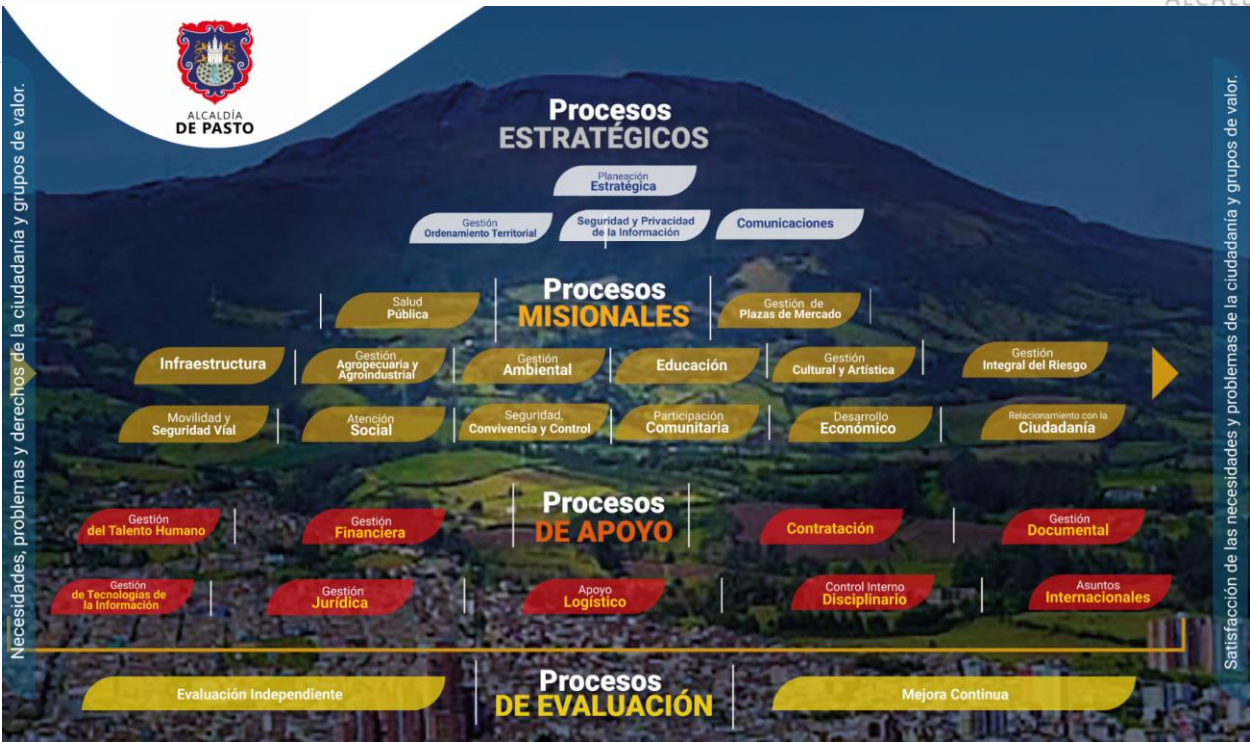 ALCALDÍA
DE PASTO
Necesidades, problemas y derechos de la ciudadanía y grupos de valor.
Procesos
ESTRATÉGICOS
Planeación
Estratégica
Gestión
Ordenamiento Territorial
Seguridad y Privacidad
de la Información
Comunicaciones
Procesos
MISIONALES
Salud
Pública
Gestión de
Plazas de Mercado
Infraestructura
Gestión
Agropecuaria y
Agroindustrial
Gestión
Ambiental
Educación
Gestión
Cultural y Artística
Gestión
Integral del Riesgo
Movilidad y
Seguridad Vial
Atención
Social
Seguridad,
Convivencia y Control
Participación
Comunitaria
Desarrollo
Económico
Relacionamiento con la
Ciudadanía
Procesos
DE APOYO
Gestión
del Talento Humano
Gestión
Financiera
Contratación
Gestión
Documental
Gestión
de Tecnologías de
la Información
Gestión
Jurídica
Apoyo
Logístico
Control Interno
Disciplinario
Asuntos
Internacionales
Procesos
DE EVALUACIÓN
Evaluación Independiente
Mejora Continua
Satisfacción de las necesidades y problemas de la ciudadanía y grupos de valor.